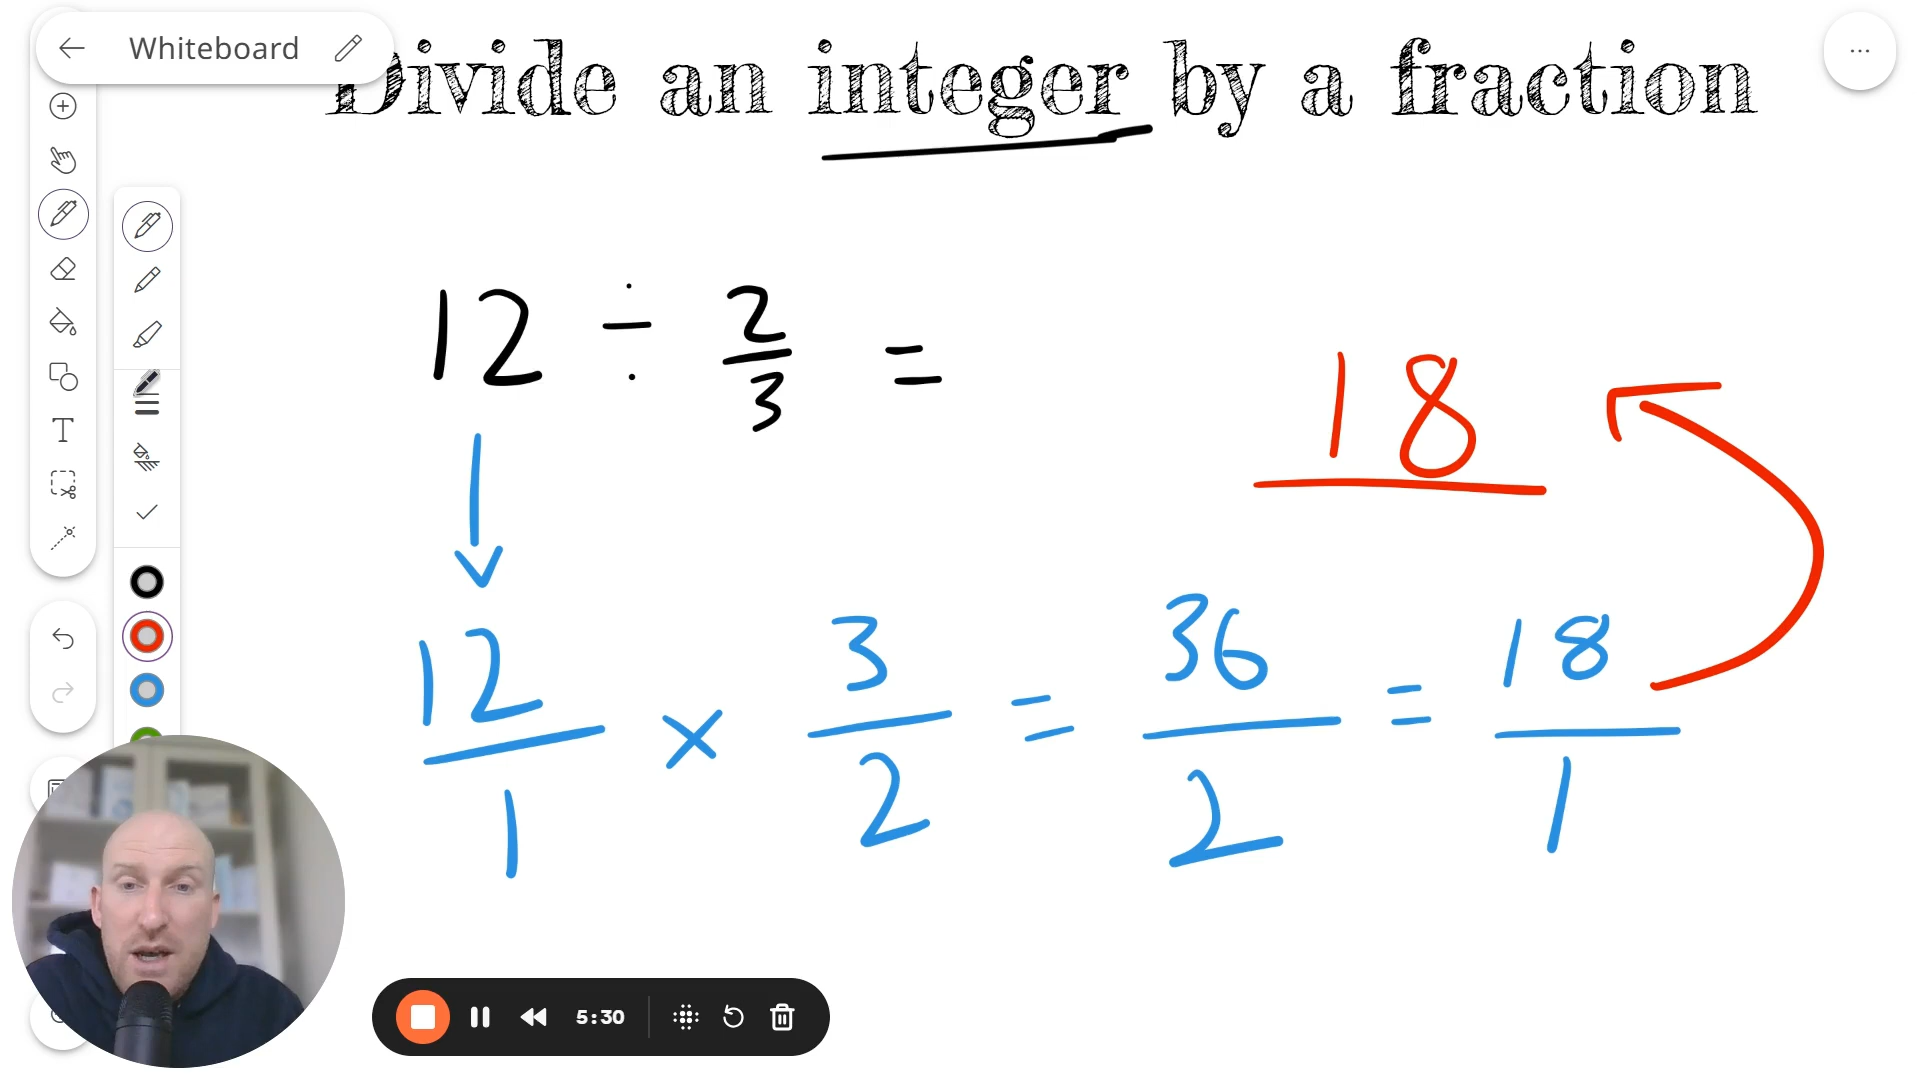 Whiteboard
Divide an integer by a fraction
12 ÷ 2/3 =
18
12/1 × 3/2 = 36/2 = 18/1
5:30